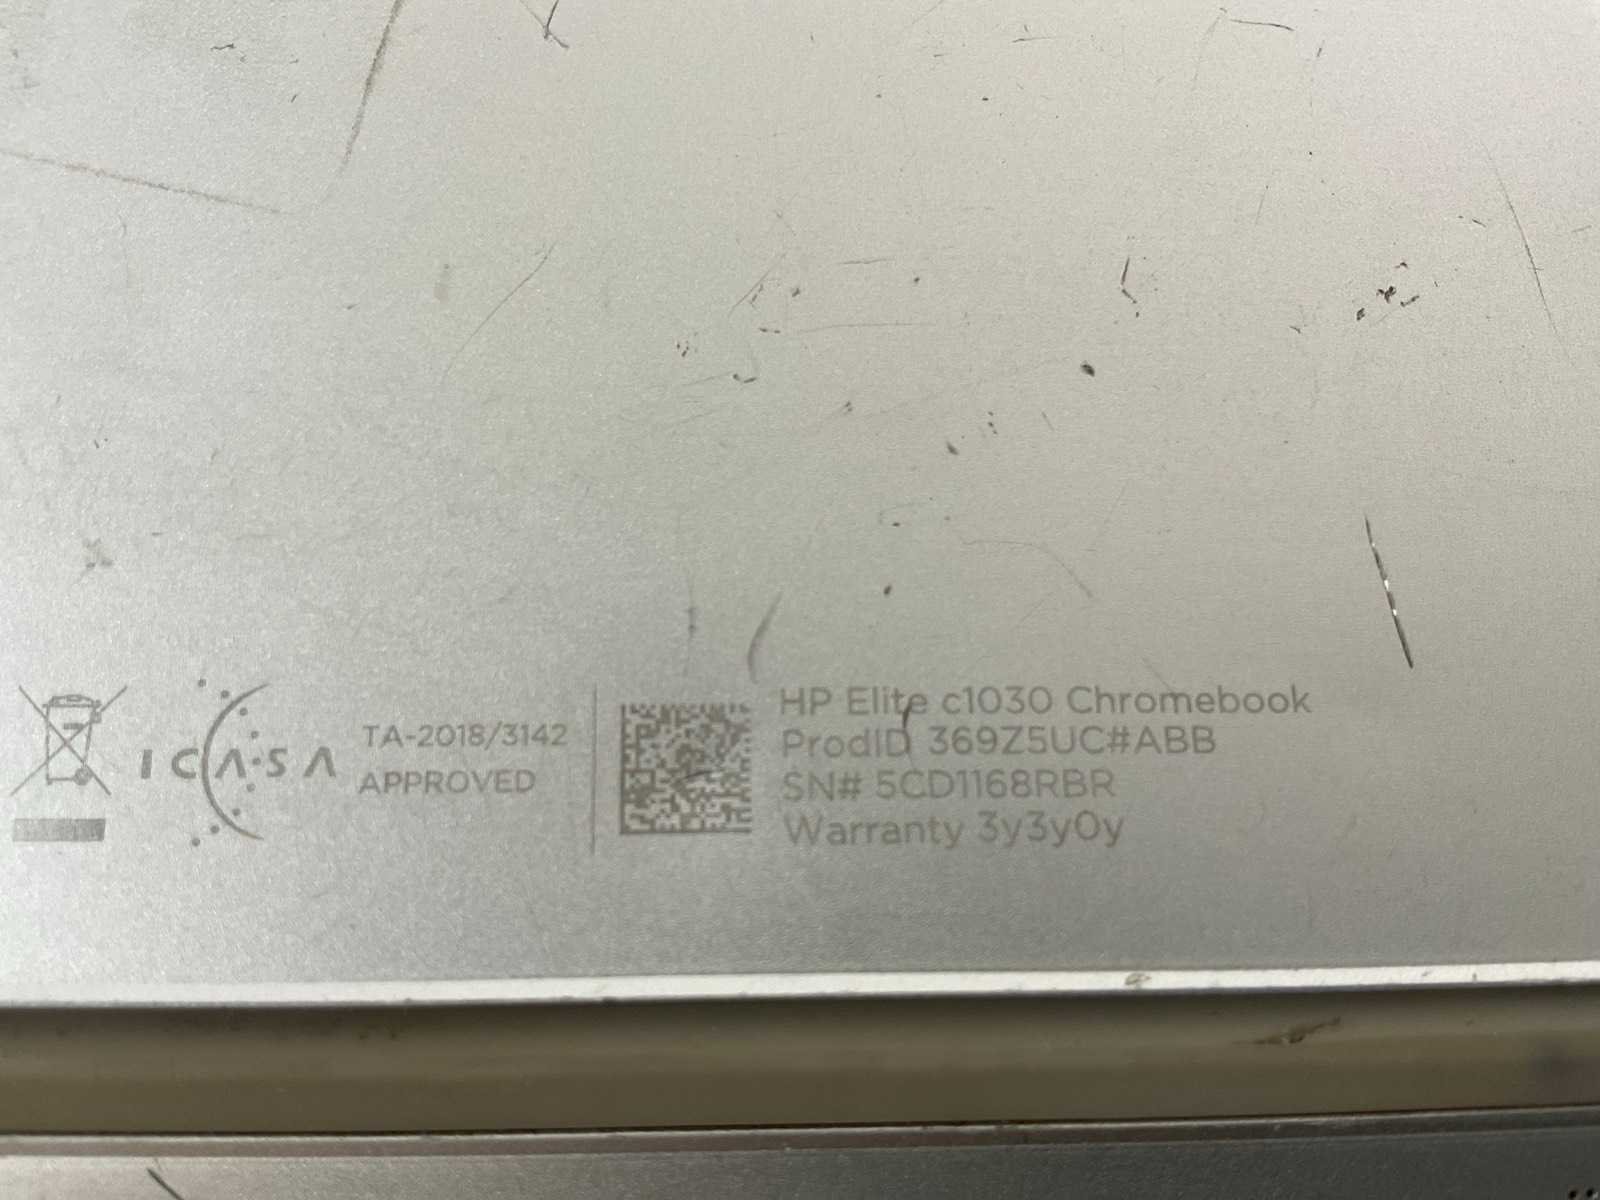 ICASA
TA-2018/3142
APPROVED
HP Elite c1030 Chromebook
ProdID 369Z5UC#ABB
SN# 5CD1168RBR
Warranty 3y3y0y